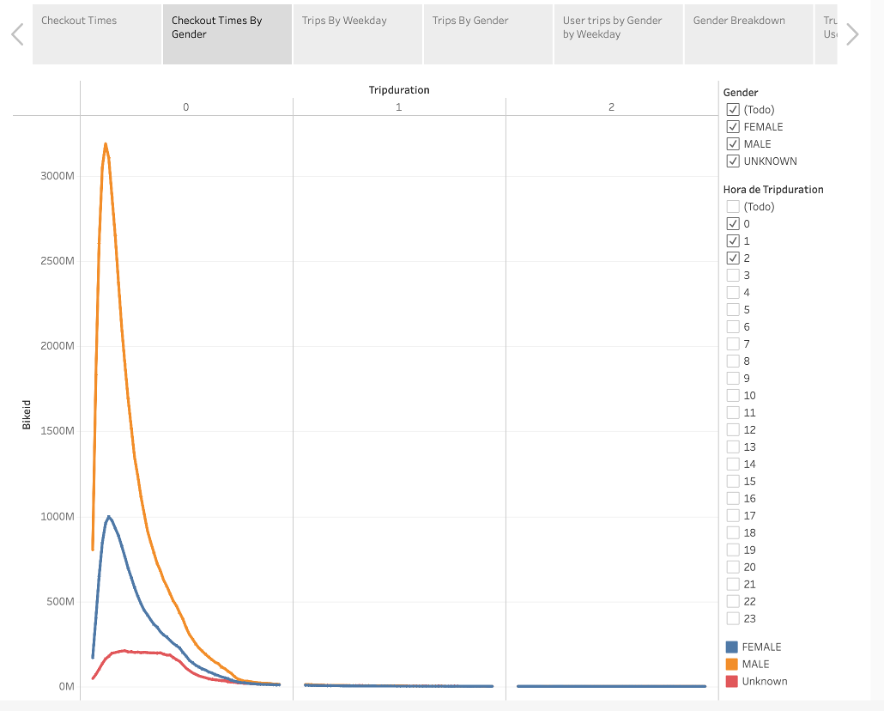 Checkout Times
Checkout Times By
Gender
Trips By Weekday
Trips By Gender
User trips by Gender
by Weekday
Gender Breakdown
Tripduration
0
1
2
3000M
2500M
2000M
1500M
1000M
500M
0M
Bikeid
Gender
(Todo)
FEMALE
MALE
UNKNOWN
Hora de Tripduration
(Todo)
0
1
2
3
4
5
6
7
8
9
10
11
12
13
14
15
16
17
18
19
20
21
22
23
FEMALE
MALE
Unknown